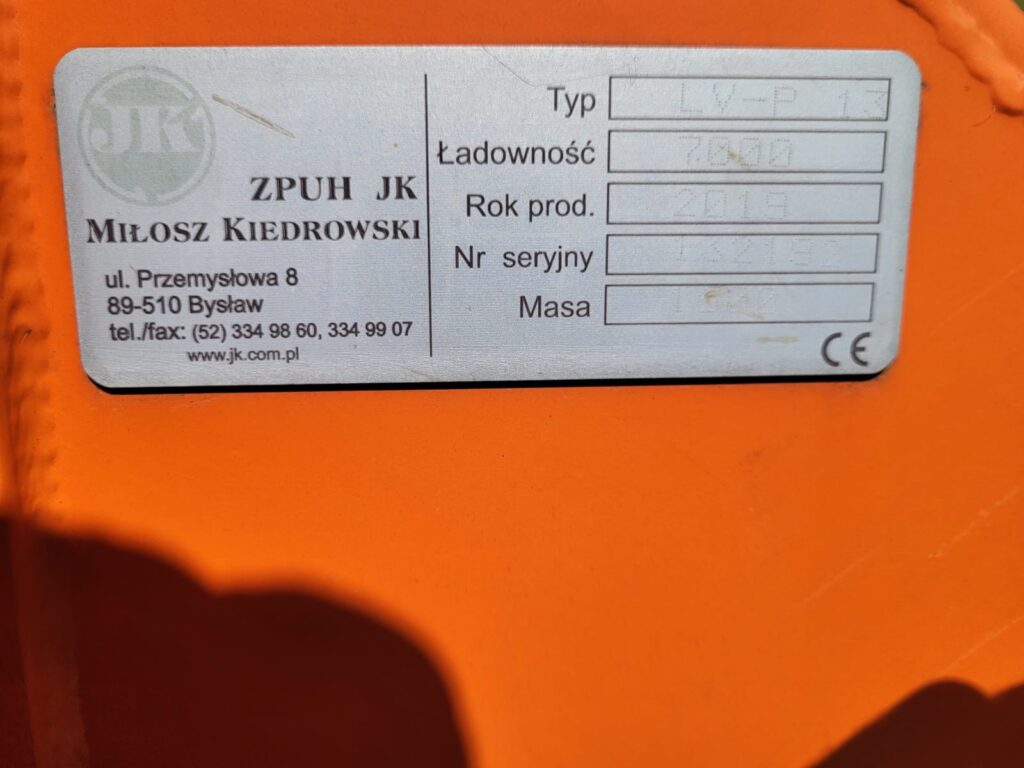 JK
ZPUH JK
MIŁOSZ KIEDROWSKI
ul. Przemysłowa 8
89-510 Bysław
tel./fax: (52) 334 98 60, 334 99 07
www.jk.com.pl
Typ LV-P 13
Ładowność 7000
Rok prod. 2019
Nr seryjny
Masa
CE